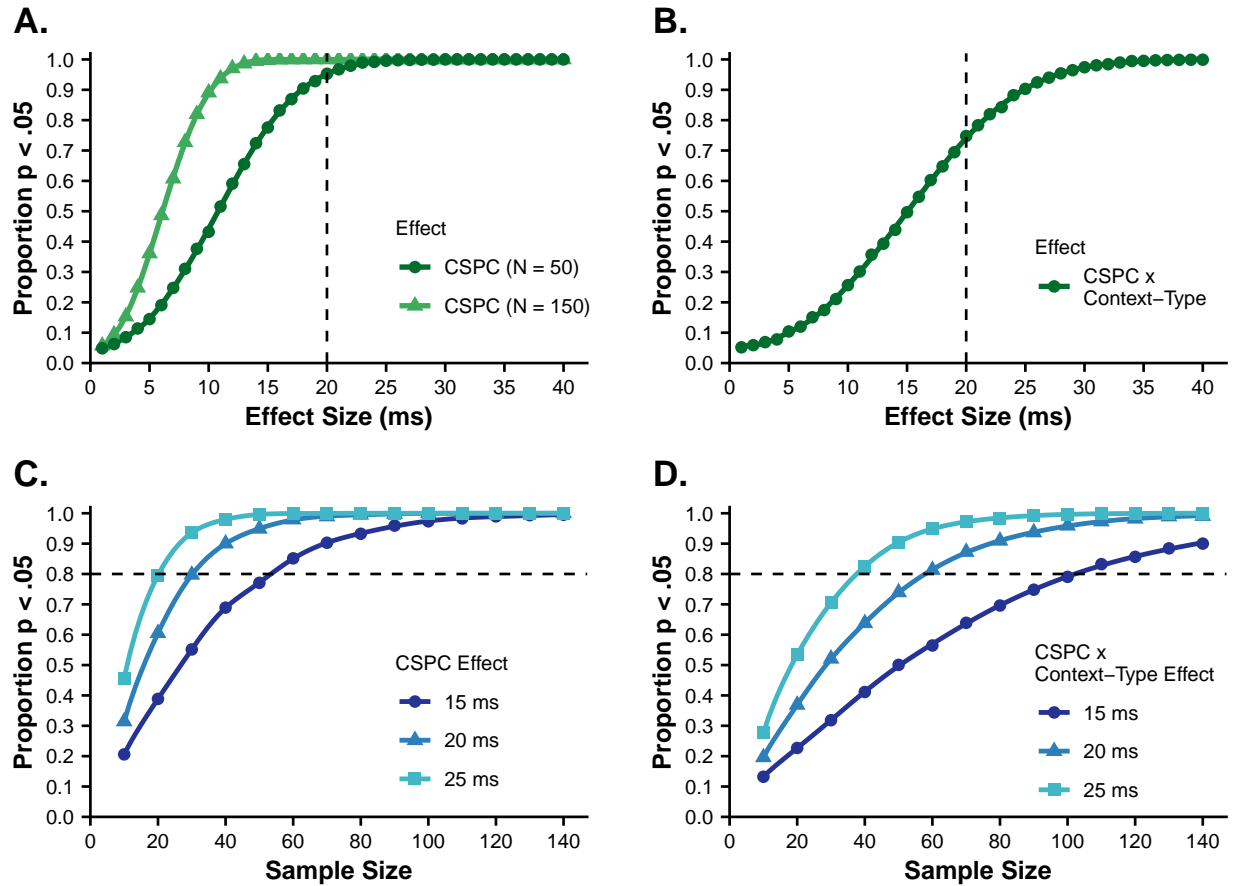 A.
Proportion p < .05
1.0
0.9
0.8
0.7
0.6
0.5
0.4
0.3
0.2
0.1
0.0
0 5 10 15 20 25 30 35 40
Effect Size (ms)
Effect
CSPC (N = 50)
CSPC (N = 150)
B.
Proportion p < .05
1.0
0.9
0.8
0.7
0.6
0.5
0.4
0.3
0.2
0.1
0.0
0 5 10 15 20 25 30 35 40
Effect Size (ms)
Effect
CSPC x
Context−Type
C.
Proportion p < .05
1.0
0.9
0.8
0.7
0.6
0.5
0.4
0.3
0.2
0.1
0.0
0 20 40 60 80 100 120 140
Sample Size
CSPC Effect
15 ms
20 ms
25 ms
D.
Proportion p < .05
1.0
0.9
0.8
0.7
0.6
0.5
0.4
0.3
0.2
0.1
0.0
0 20 40 60 80 100 120 140
Sample Size
CSPC x
Context−Type Effect
15 ms
20 ms
25 ms